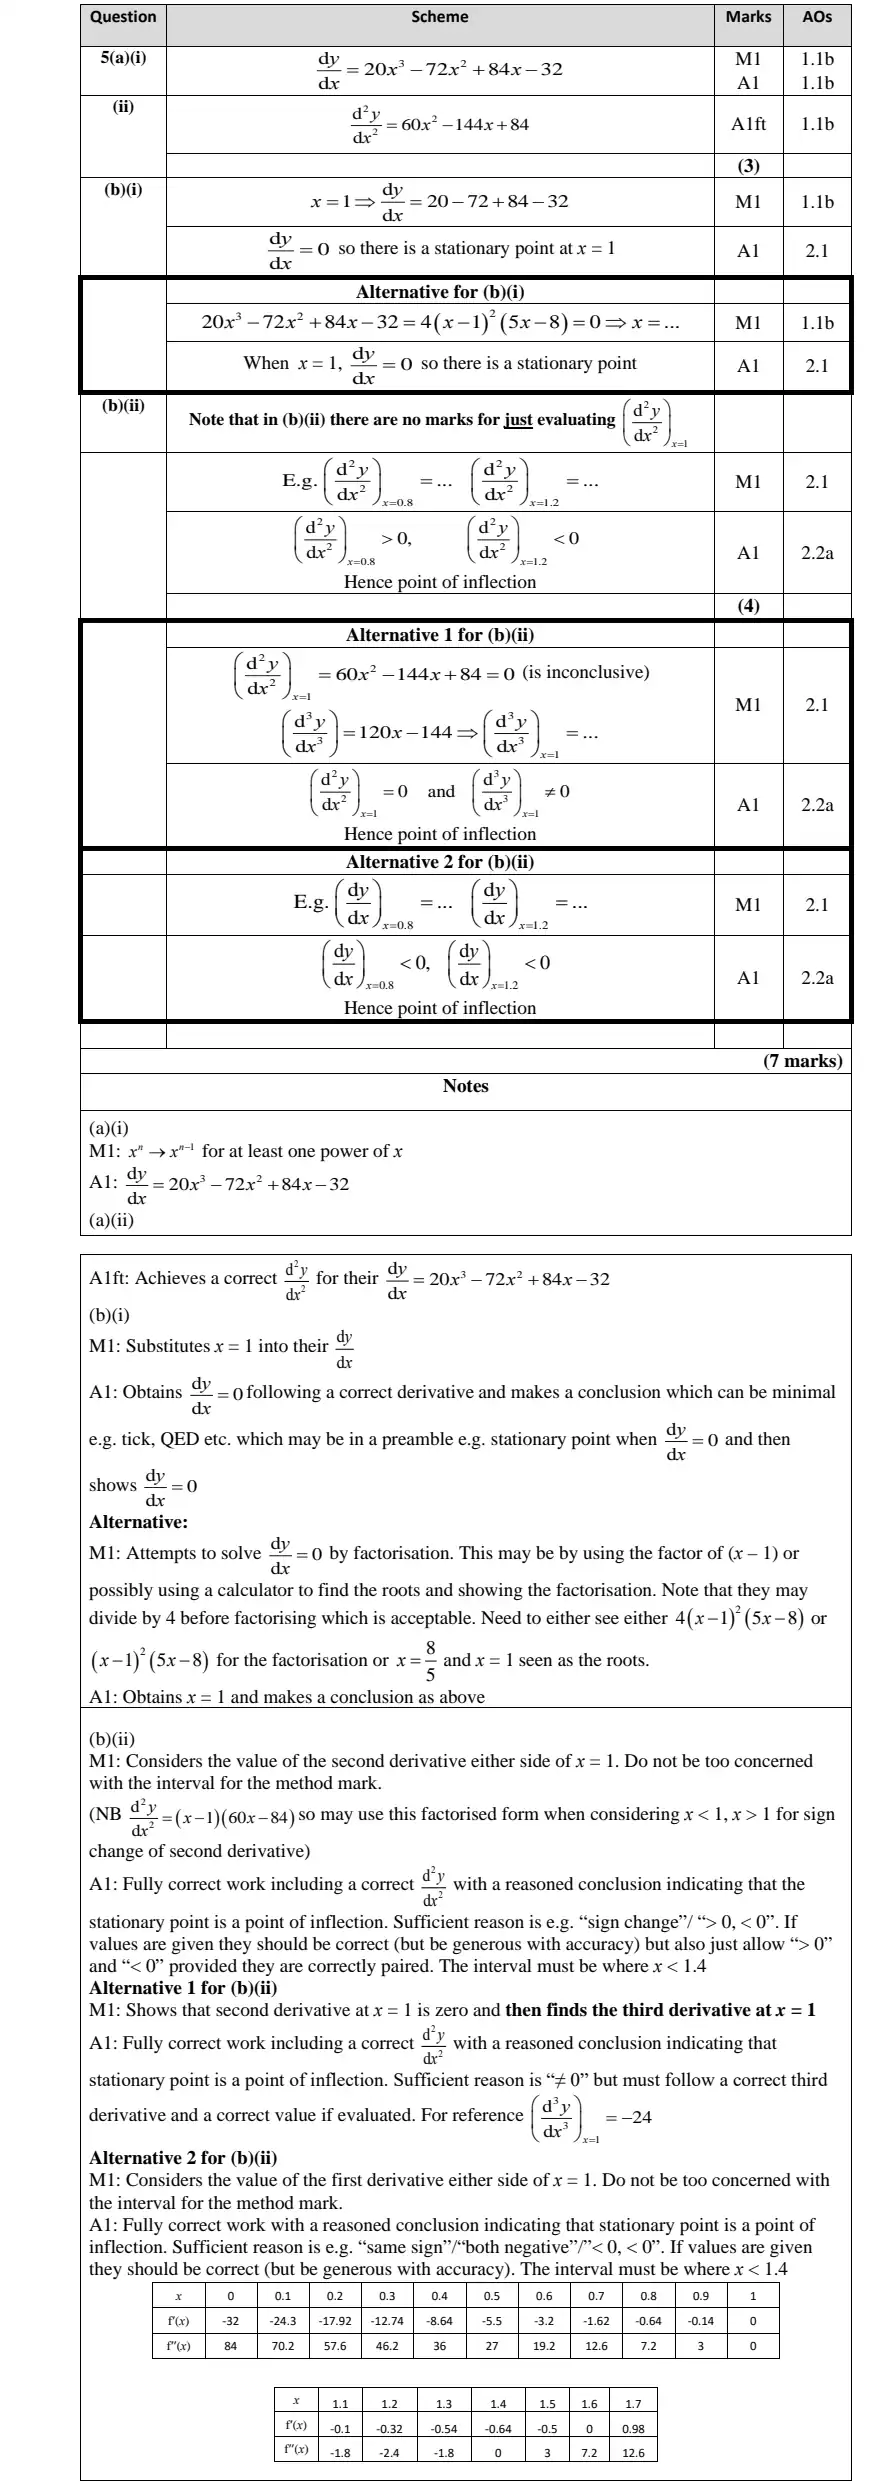 Question Scheme Marks AOs
5(a)(i) dy/dx = 20x³ − 72x² + 84x − 32 M1 A1 1.1b 1.1b
(ii) d²y/dx² = 60x² − 144x + 84 A1ft 1.1b
(3)
(b)(i) x = 1 ⇒ dy/dx = 20 − 72 + 84 − 32 M1 1.1b
dy/dx = 0 so there is a stationary point at x = 1 A1 2.1
Alternative for (b)(i)
20x³ − 72x² + 84x − 32 = 4(x − 1)²(5x − 8) = 0 ⇒ x = ... M1 1.1b
When x = 1, dy/dx = 0 so there is a stationary point A1 2.1
(b)(ii) Note that in (b)(ii) there are no marks for just evaluating (d²y/dx²)ₓ₌₁
E.g. (d²y/dx²)ₓ₌₀.₈ = ... (d²y/dx²)ₓ₌₁.₂ = ... M1 2.1
(d²y/dx²)ₓ₌₀.₈ > 0, (d²y/dx²)ₓ₌₁.₂ < 0 A1 2.2a
Hence point of inflection
(4)
Alternative 1 for (b)(ii)
(d²y/dx²)ₓ₌₁ = 60x² − 144x + 84 = 0 (is inconclusive)
(d³y/dx³) = 120x − 144 ⇒ (d³y/dx³)ₓ₌₁ = ... M1 2.1
(d²y/dx²)ₓ₌₁ = 0 and (d³y/dx³)ₓ₌₁ ≠ 0 A1 2.2a
Hence point of inflection
Alternative 2 for (b)(ii)
E.g. (dy/dx)ₓ₌₀.₈ = ... (dy/dx)ₓ₌₁.₂ = ... M1 2.1
(dy/dx)ₓ₌₀.₈ < 0, (dy/dx)ₓ₌₁.₂ < 0 A1 2.2a
Hence point of inflection
(7 marks)
Notes
(a)(i)
M1: xⁿ → xⁿ⁻¹ for at least one power of x
A1: dy/dx = 20x³ − 72x² + 84x − 32
(a)(ii)
A1ft: Achieves a correct d²y/dx² for their dy/dx = 20x³ − 72x² + 84x − 32
(b)(i)
M1: Substitutes x = 1 into their dy/dx
A1: Obtains dy/dx = 0 following a correct derivative and makes a conclusion which can be minimal
e.g. tick, QED etc. which may be in a preamble e.g. stationary point when dy/dx = 0 and then
shows dy/dx = 0
Alternative:
M1: Attempts to solve dy/dx = 0 by factorisation. This may be by using the factor of (x – 1) or
possibly using a calculator to find the roots and showing the factorisation. Note that they may
divide by 4 before factorising which is acceptable. Need to either see either 4(x − 1)²(5x − 8) or
(x − 1)²(5x − 8) for the factorisation or x = 8/5 and x = 1 seen as the roots.
A1: Obtains x = 1 and makes a conclusion as above
(b)(ii)
M1: Considers the value of the second derivative either side of x = 1. Do not be too concerned
with the interval for the method mark.
(NB d²y/dx² = (x − 1)(60x − 84) so may use this factorised form when considering x < 1, x > 1 for sign
change of second derivative)
A1: Fully correct work including a correct d²y/dx² with a reasoned conclusion indicating that the
stationary point is a point of inflection. Sufficient reason is e.g. “sign change”/ “> 0, < 0”. If
values are given they should be correct (but be generous with accuracy) but also just allow “> 0”
and “< 0” provided they are correctly paired. The interval must be where x < 1.4
Alternative 1 for (b)(ii)
M1: Shows that second derivative at x = 1 is zero and then finds the third derivative at x = 1
A1: Fully correct work including a correct d²y/dx² with a reasoned conclusion indicating that
stationary point is a point of inflection. Sufficient reason is “≠ 0” but must follow a correct third
derivative and a correct value if evaluated. For reference (d³y/dx³)ₓ₌₁ = −24
Alternative 2 for (b)(ii)
M1: Considers the value of the first derivative either side of x = 1. Do not be too concerned with
the interval for the method mark.
A1: Fully correct work with a reasoned conclusion indicating that stationary point is a point of
inflection. Sufficient reason is e.g. “same sign”/“both negative”/”< 0, < 0”. If values are given
they should be correct (but be generous with accuracy). The interval must be where x < 1.4
x 0 0.1 0.2 0.3 0.4 0.5 0.6 0.7 0.8 0.9 1
f′(x) -32 -24.3 -17.92 -12.74 -8.64 -5.5 -3.2 -1.62 -0.64 -0.14 0
f″(x) 84 70.2 57.6 46.2 36 27 19.2 12.6 7.2 3 0
x 1.1 1.2 1.3 1.4 1.5 1.6 1.7
f′(x) -0.1 -0.32 -0.54 -0.64 -0.5 0 0.98
f″(x) -1.8 -2.4 -1.8 0 3 7.2 12.6